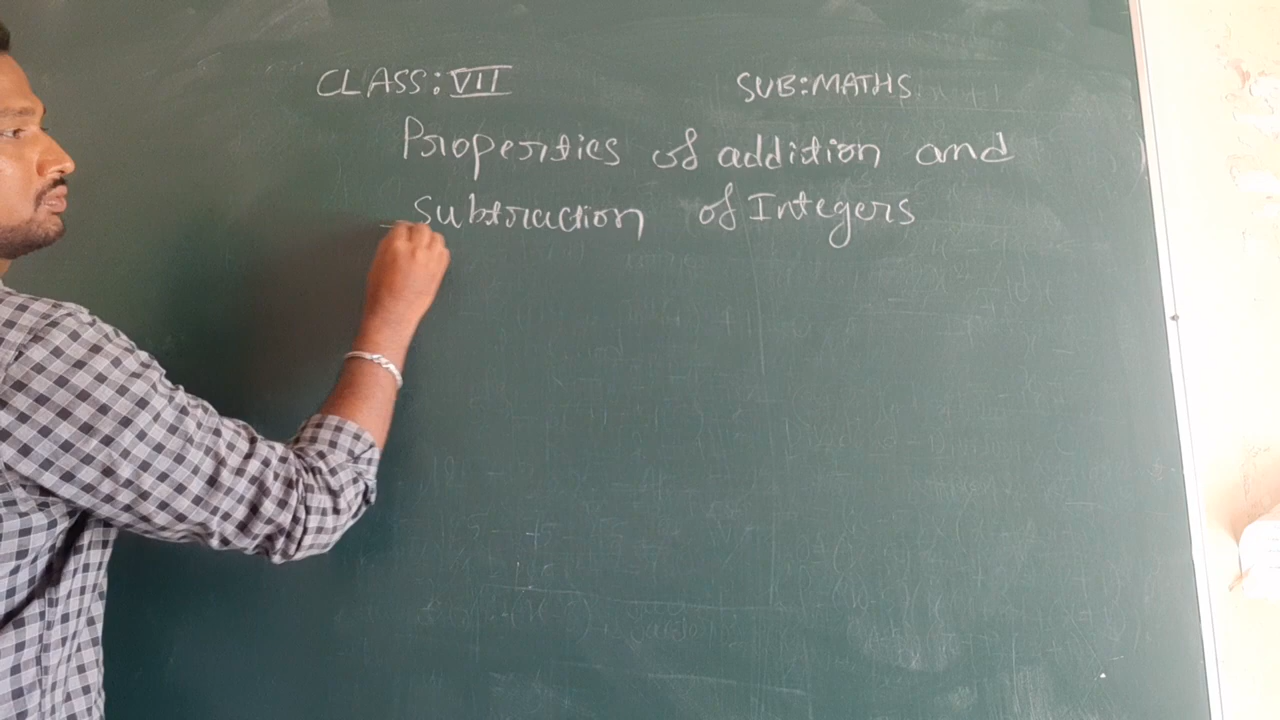 CLASS: VII SUB: MATHS
Properties of addition and
subtraction of Integers